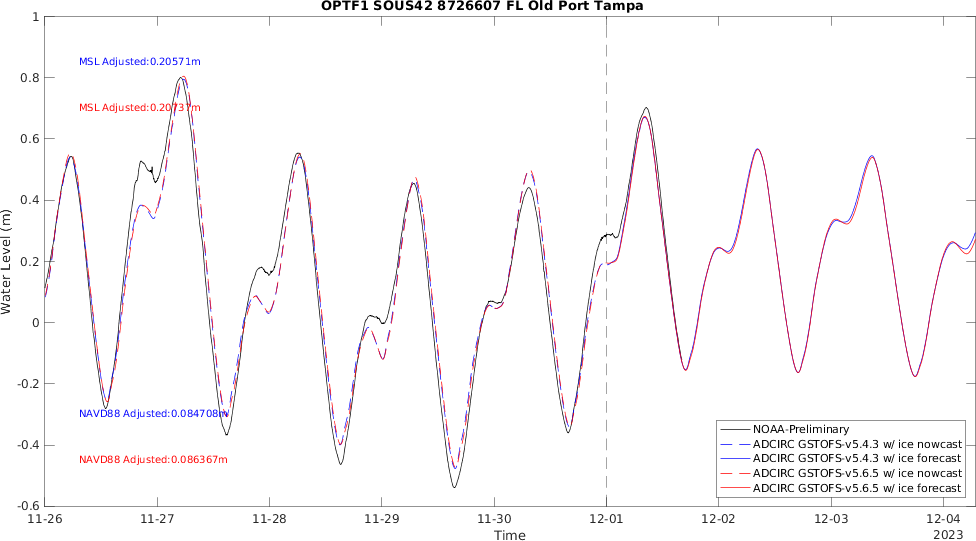 OPTF1 SOUS42 8726607 FL Old Port Tampa
1
0.8
0.6
0.4
0.2
0
-0.2
-0.4
-0.6
Water Level (m)
MSL Adjusted:0.20571m
MSL Adjusted:0.20737m
NAVD88 Adjusted:0.084708m
NAVD88 Adjusted:0.086367m
NOAA-Preliminary
ADCIRC GSTOFS-v5.4.3 w/ ice nowcast
ADCIRC GSTOFS-v5.4.3 w/ ice forecast
ADCIRC GSTOFS-v5.6.5 w/ ice nowcast
ADCIRC GSTOFS-v5.6.5 w/ ice forecast
11-26 11-27 11-28 11-29 11-30 12-01 12-02 12-03 12-04
Time 2023